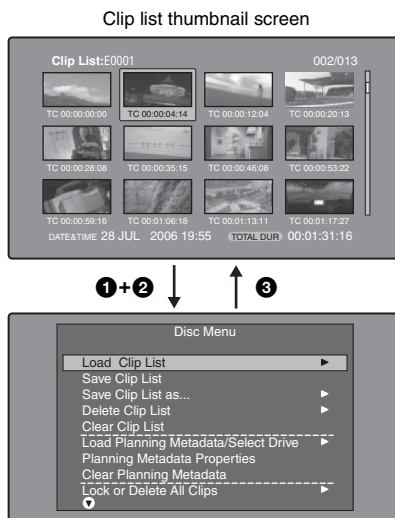 Clip list thumbnail screen
Clip List:E0001 002/013
TC 00:00:00:00 TC 00:00:04:14 TC 00:00:12:04 TC 00:00:20:13
TC 00:00:28:08 TC 00:00:35:15 TC 00:00:46:08 TC 00:00:53:22
TC 00:00:59:16 TC 00:01:06:18 TC 00:01:13:11 TC 00:01:17:27
DATE&TIME 28 JUL 2006 19:55 TOTAL DUR 00:01:31:16
❶+❷ ❸
Disc Menu
Load Clip List
Save Clip List
Save Clip List as...
Delete Clip List
Clear Clip List
Load Planning Metadata/Select Drive
Planning Metadata Properties
Clear Planning Metadata
Lock or Delete All Clips